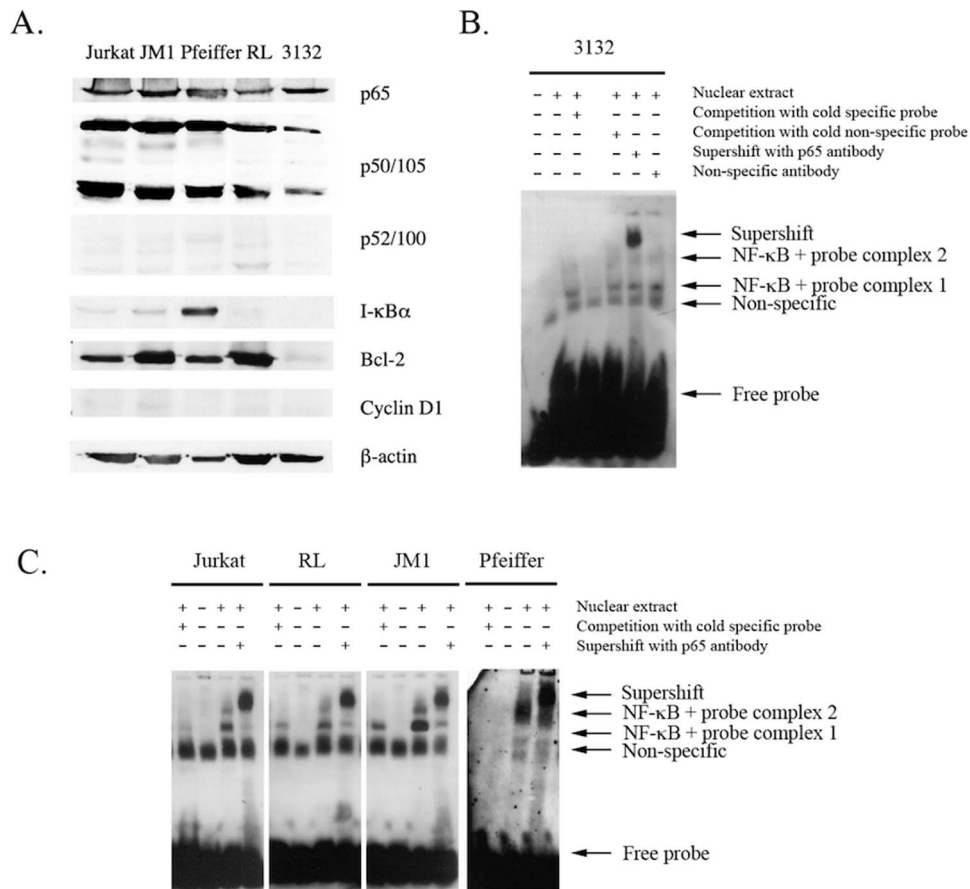 A.
Jurkat JM1 Pfeiffer RL 3132
p65
p50/105
p52/100
I-κBα
Bcl-2
Cyclin D1
β-actin
B.
3132
- + + + + + Nuclear extract
- - + - - - Competition with cold specific probe
- - - + - - Competition with cold non-specific probe
- - - - + - Supershift with p65 antibody
- - - - - + Non-specific antibody
Supershift
NF-κB + probe complex 2
NF-κB + probe complex 1
Non-specific
Free probe
C.
Jurkat RL JM1 Pfeiffer
+ - + + + - + + + - + + + - + + Nuclear extract
+ - - - + - - - + - - - + - - - Competition with cold specific probe
- - - + - - - + - - - + - - - + Supershift with p65 antibody
Supershift
NF-κB + probe complex 2
NF-κB + probe complex 1
Non-specific
Free probe